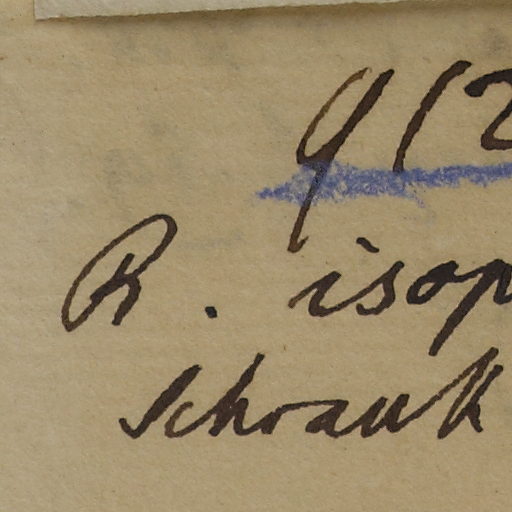 912
R. isop
Schrank